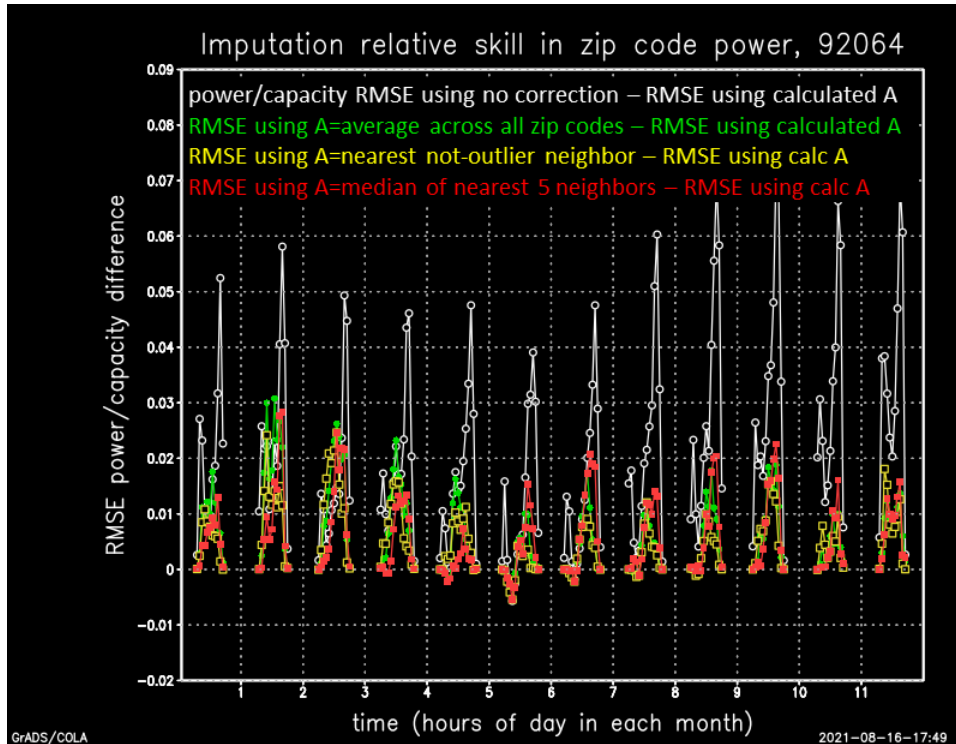 Imputation relative skill in zip code power, 92064
0.09
power/capacity RMSE using no correction – RMSE using calculated A
0.08
RMSE using A=average across all zip codes – RMSE using calculated A
RMSE using A=nearest not-outlier neighbor – RMSE using calc A
0.07
RMSE using A=median of nearest 5 neighbors – RMSE using calc A
0.06
0.05
0.04
0.03
0.02
0.01
0
−0.01
−0.02
RMSE power/capacity difference
1 2 3 4 5 6 7 8 9 10 11
time (hours of day in each month)
GrADS/COLA
2021-08-16-17:49